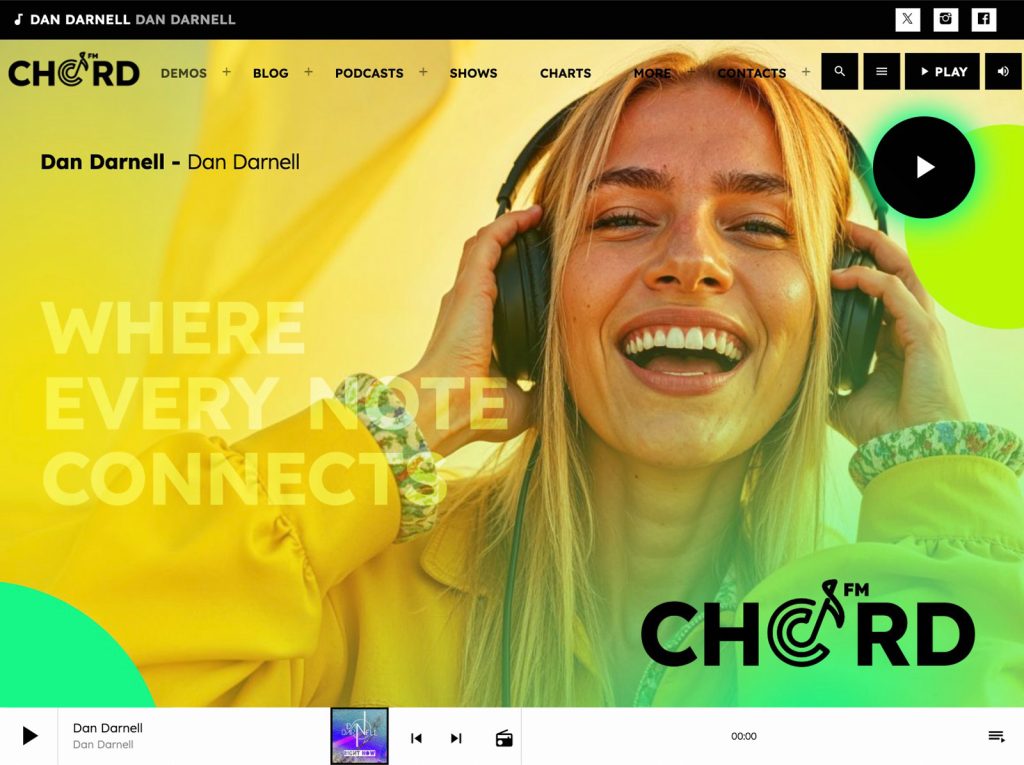 DAN DARNELL DAN DARNELL
CHORD FM
DEMOS + BLOG + PODCASTS + SHOWS CHARTS MORE + CONTACTS +
PLAY
Dan Darnell - Dan Darnell
WHERE
EVERY NOTE
CONNECTS
CHORD FM
Dan Darnell
Dan Darnell
DAN
DARNELL
RIGHT NOW
00:00